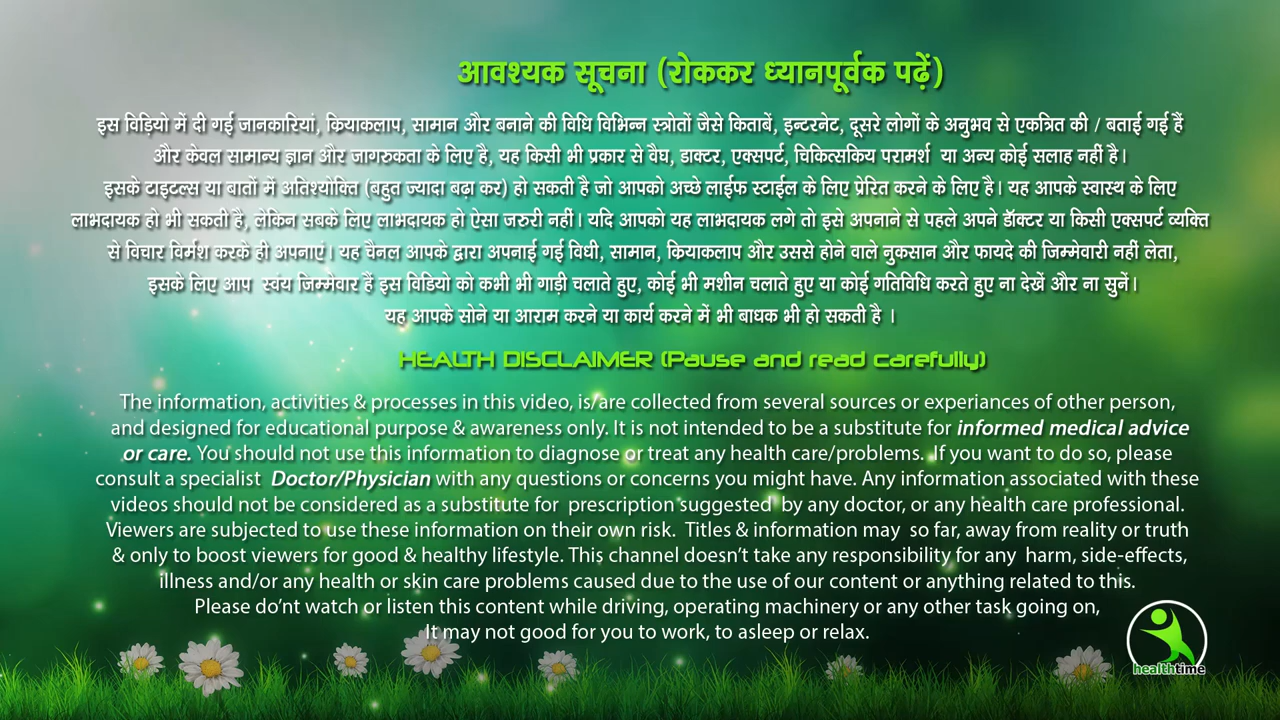 आवश्यक सूचना (रोककर ध्यानपूर्वक पढ़ें)
इस विड़ियो में दी गई जानकारियां, कियाकलाप, सामान और बनाने की विधि विभिन्न स्त्रोतों जैसे किताबें, इन्टरनेट, दूसरे लोगों के अनुभव से एकत्रित की / बताई गई हैं
और केवल सामान्य ज्ञान और जागरुकता के लिए है, यह किसी भी प्रकार से वैघ, डाक्टर, एक्सपर्ट, चिकित्सकिय परामर्श या अन्य कोई सलाह नहीं है।
इसके टाइटल्स या बातों में अतिश्योक्ति (बहुत ज्यादा बढ़ा कर) हो सकती है जो आपको अच्छे लाईफ स्टाईल के लिए प्रेरित करने के लिए है। यह आपके स्वास्थ के लिए
लाभदायक हो भी सकती है, लेकिन सबके लिए लाभदायक हो ऐसा जरुरी नहीं। यदि आपको यह लाभदायक लगे तो इसे अपनाने से पहले अपने डॅाक्टर या किसी एक्सपर्ट व्यक्ति
से विचार विर्मश करके ही अपनाएं। यह चैनल आपके द्वारा अपनाई गई विधी, सामान, कियाकलाप और उससे होने वाले नुकसान और फायदे की जिम्मेवारी नहीं लेता,
इसके लिए आप स्वंय जिम्मेवार हैं इस विडियो को कभी भी गाड़ी चलाते हुए, कोई भी मशीन चलाते हुए या कोई गतिविधि करते हुए ना देखें और ना सुनें।
यह आपके सोने या आराम करने या कार्य करने में भी बाधक भी हो सकती है ।
HEALTH DISCLAIMER (Pause and read carefully)
The information, activities & processes in this video, is/are collected from several sources or experiances of other person,
and designed for educational purpose & awareness only. It is not intended to be a substitute for informed medical advice
or care. You should not use this information to diagnose or treat any health care/problems. If you want to do so, please
consult a specialist Doctor/Physician with any questions or concerns you might have. Any information associated with these
videos should not be considered as a substitute for prescription suggested by any doctor, or any health care professional.
Viewers are subjected to use these information on their own risk. Titles & information may so far, away from reality or truth
& only to boost viewers for good & healthy lifestyle. This channel doesn't take any responsibility for any harm, side-effects,
illness and/or any health or skin care problems caused due to the use of our content or anything related to this.
Please do'nt watch or listen this content while driving, operating machinery or any other task going on,
It may not good for you to work, to asleep or relax.
healthtime